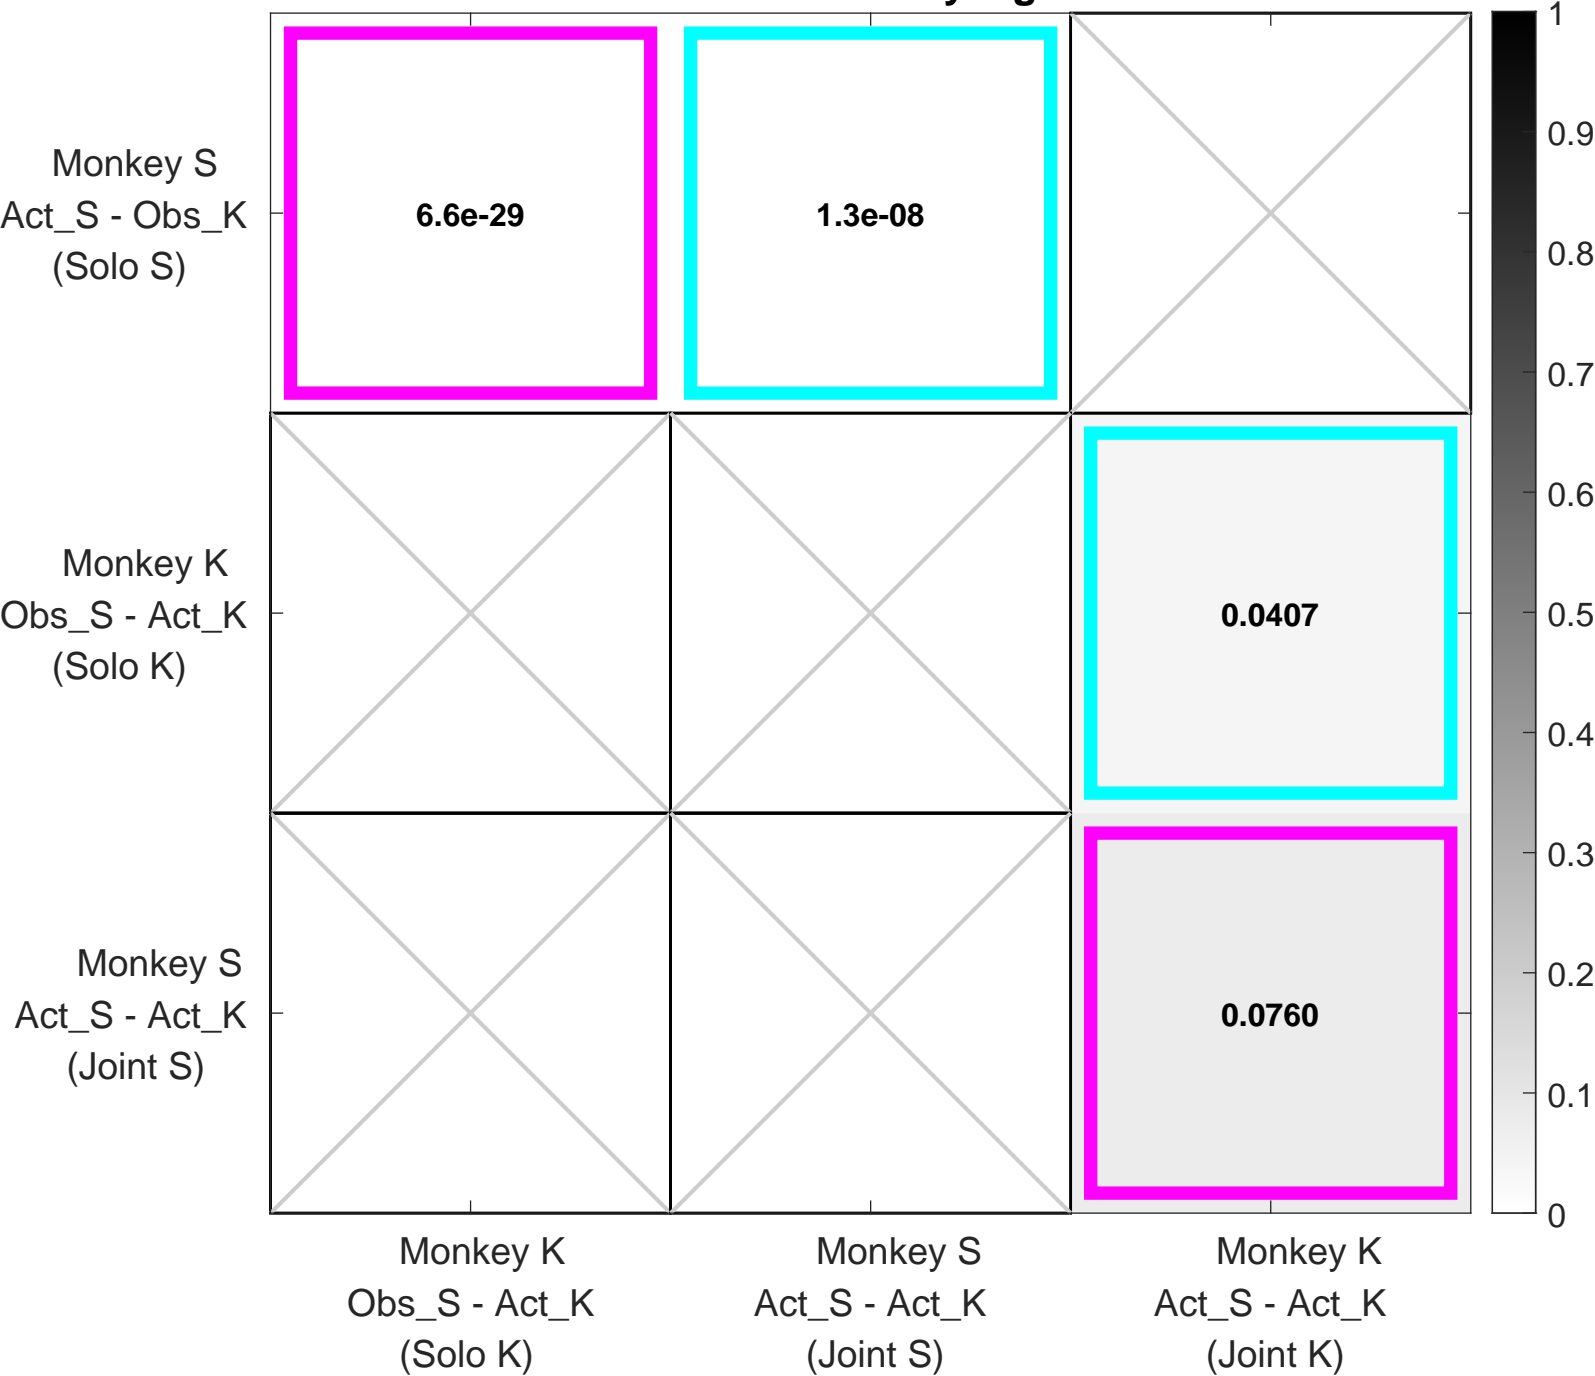 1
0.9
0.8
0.7
0.6
0.5
0.4
0.3
0.2
0.1
0
Monkey S
Act_S - Obs_K
(Solo S)
6.6e-29
1.3e-08
Monkey K
Obs_S - Act_K
(Solo K)
0.0407
Monkey S
Act_S - Act_K
(Joint S)
0.0760
Monkey K
Obs_S - Act_K
(Solo K)
Monkey S
Act_S - Act_K
(Joint S)
Monkey K
Act_S - Act_K
(Joint K)